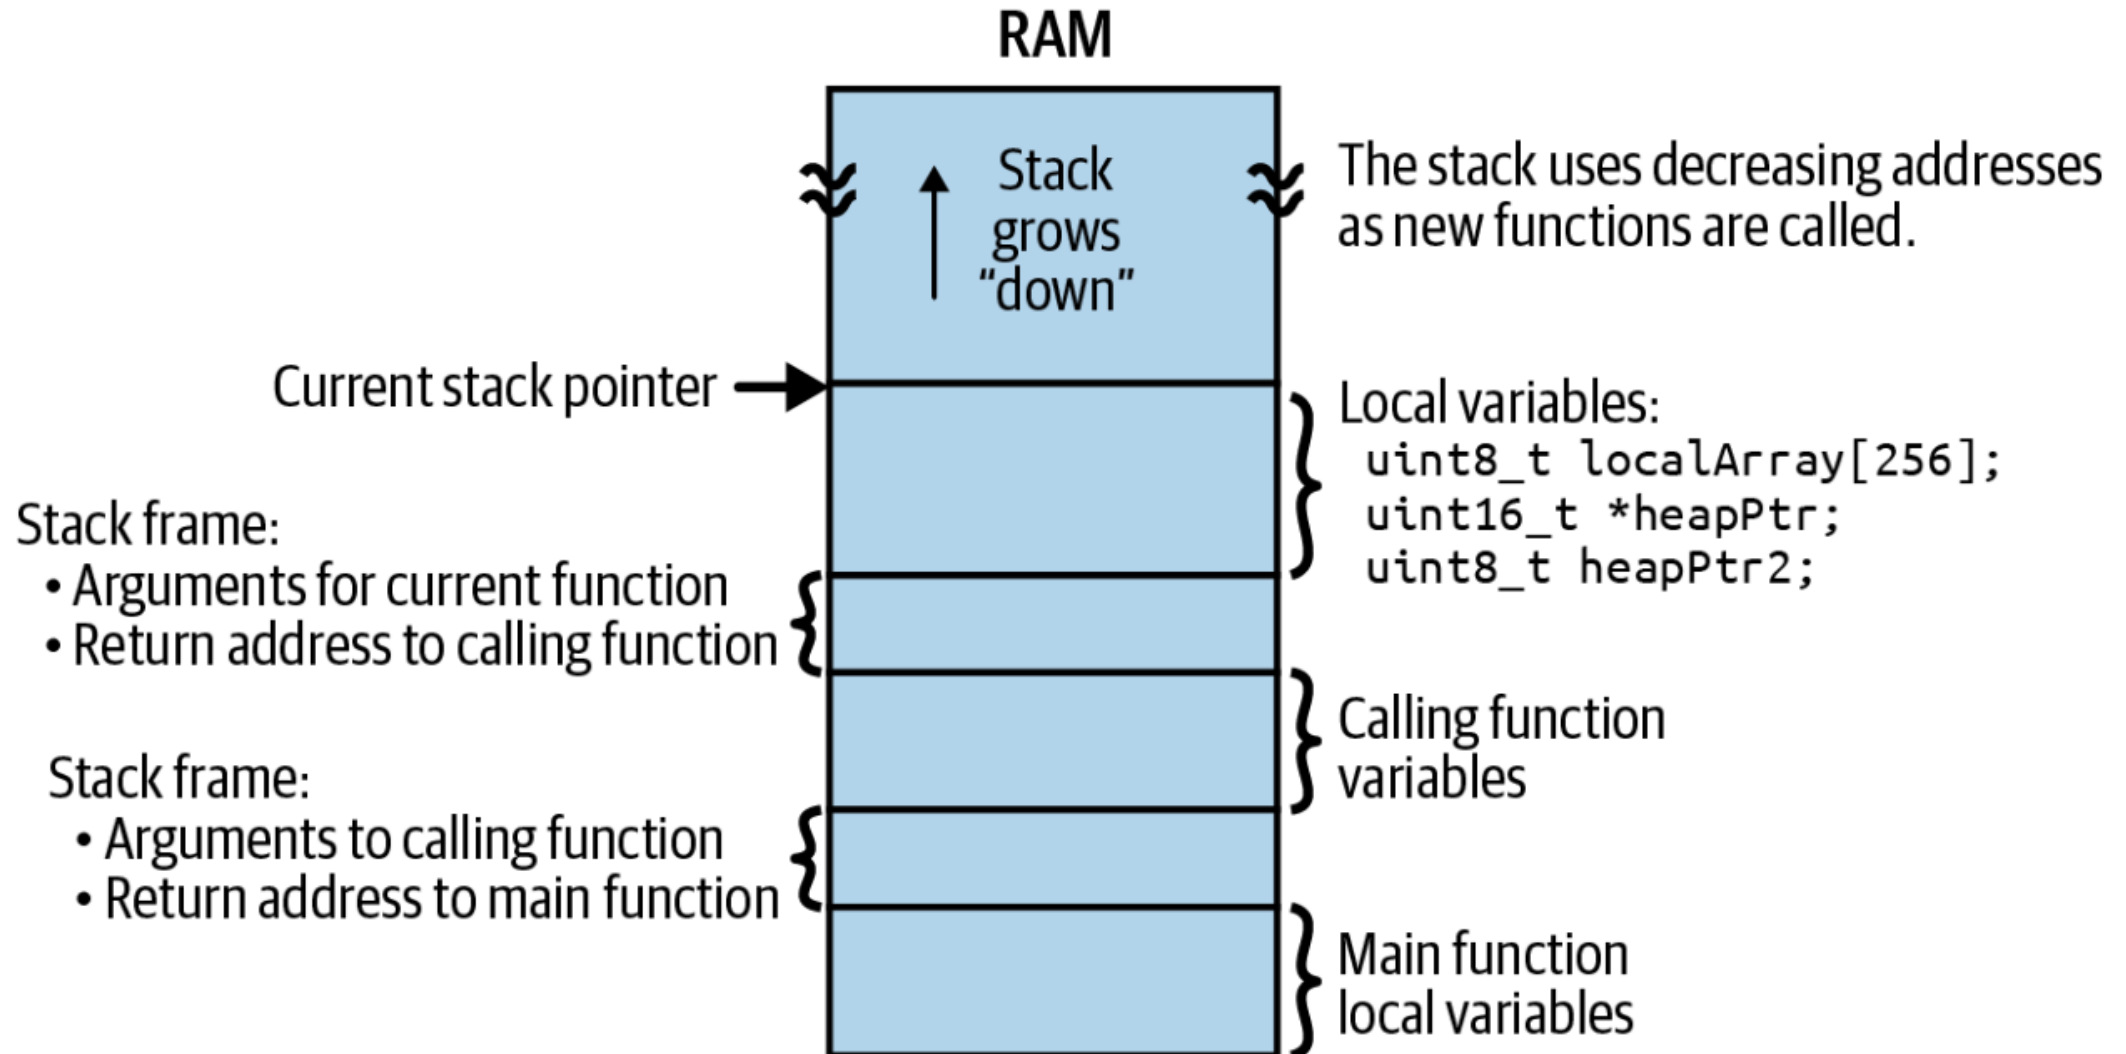 RAM
Stack
grows
“down”
The stack uses decreasing addresses
as new functions are called.
Current stack pointer
Local variables:
uint8_t localArray[256];
uint16_t *heapPtr;
uint8_t heapPtr2;
Stack frame:
• Arguments for current function
• Return address to calling function
Calling function
variables
Stack frame:
• Arguments to calling function
• Return address to main function
Main function
local variables